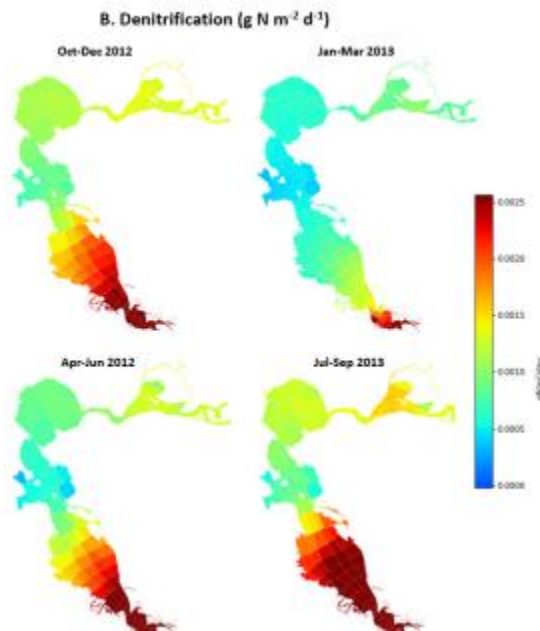 B. Denitrification (g N m⁻² d⁻¹)
Oct-Dec 2012
Jan-Mar 2013
0.0025
0.0020
0.0015
0.0010
0.0005
0.0000
Apr-Jun 2012
Jul-Sep 2013